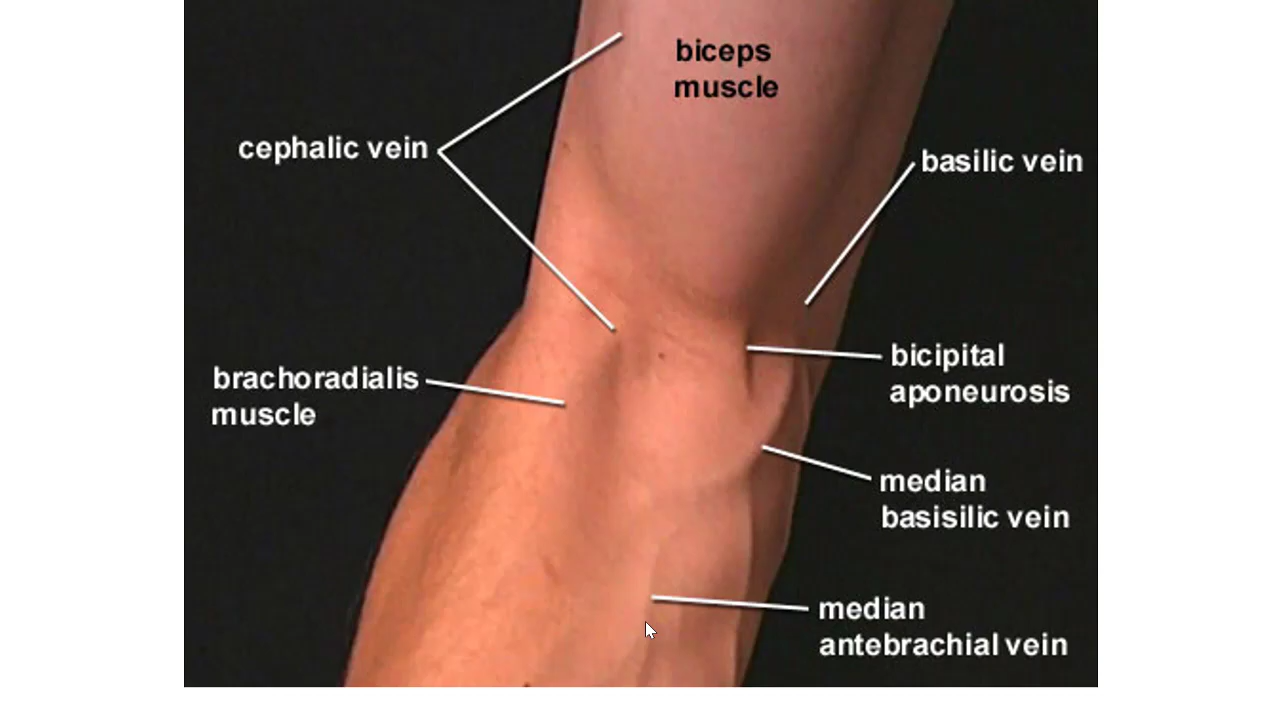 biceps
muscle
cephalic vein
basilic vein
brachoradialis
muscle
bicipital
aponeurosis
median
basisilic vein
median
antebrachial vein